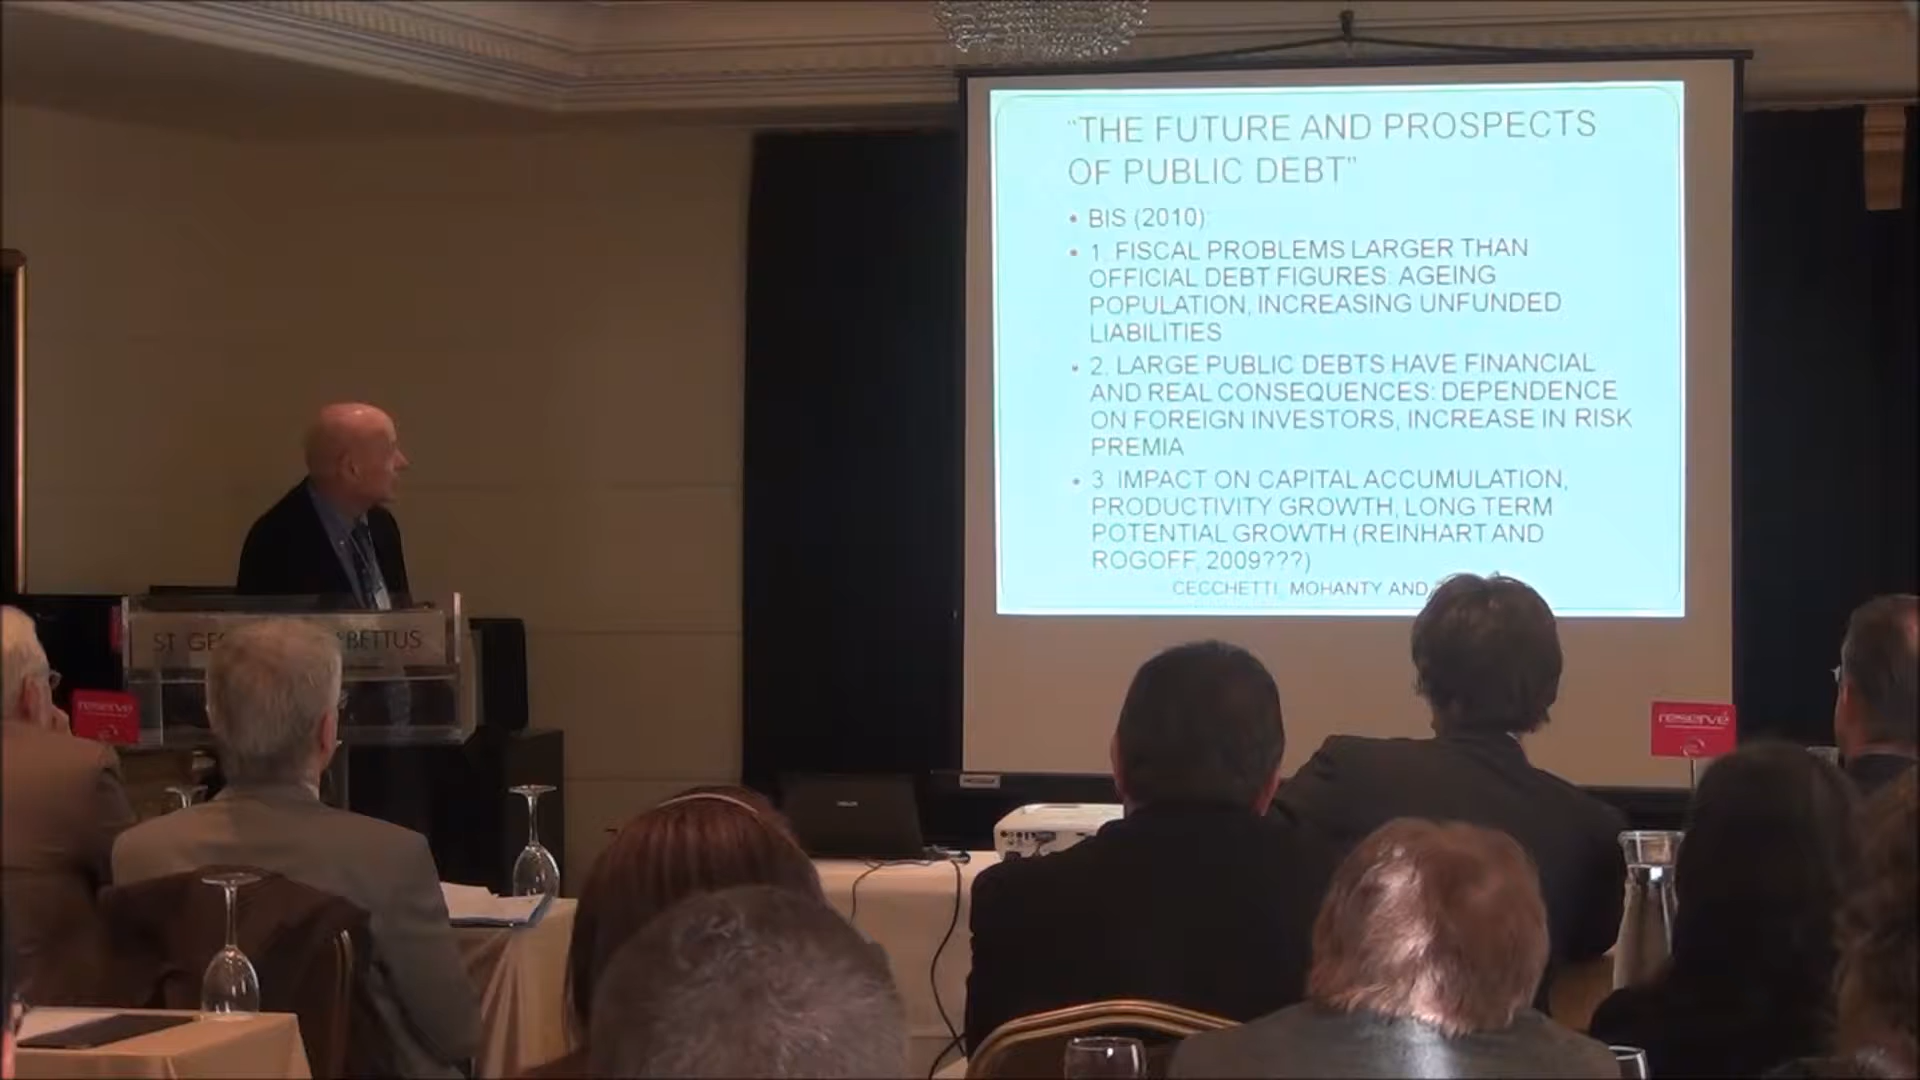 "THE FUTURE AND PROSPECTS
OF PUBLIC DEBT"
• BIS (2010):
• 1. FISCAL PROBLEMS LARGER THAN
OFFICIAL DEBT FIGURES: AGEING
POPULATION, INCREASING UNFUNDED
LIABILITIES
• 2. LARGE PUBLIC DEBTS HAVE FINANCIAL
AND REAL CONSEQUENCES: DEPENDENCE
ON FOREIGN INVESTORS, INCREASE IN RISK
PREMIA
• 3. IMPACT ON CAPITAL ACCUMULATION,
PRODUCTIVITY GROWTH, LONG TERM
POTENTIAL GROWTH (REINHART AND
ROGOFF, 2009???)
CECCHETTI, MOHANTY AND
ST GE BETTUS
reserve
reserve